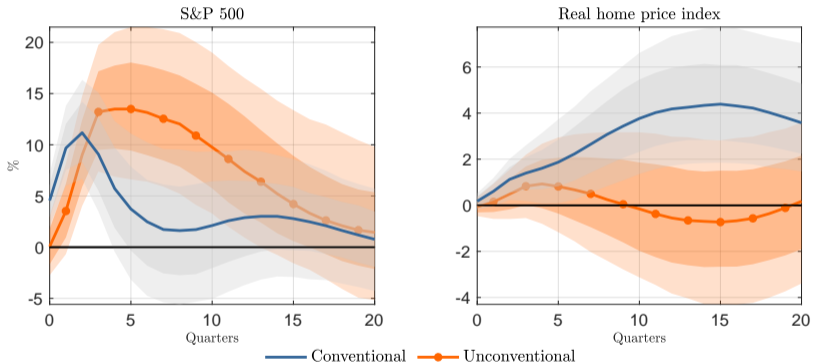 S&P 500
Real home price index
20
15
10
5
0
-5
%
6
4
2
0
-2
-4
0 5 10 15 20
0 5 10 15 20
Quarters
Quarters
Conventional Unconventional